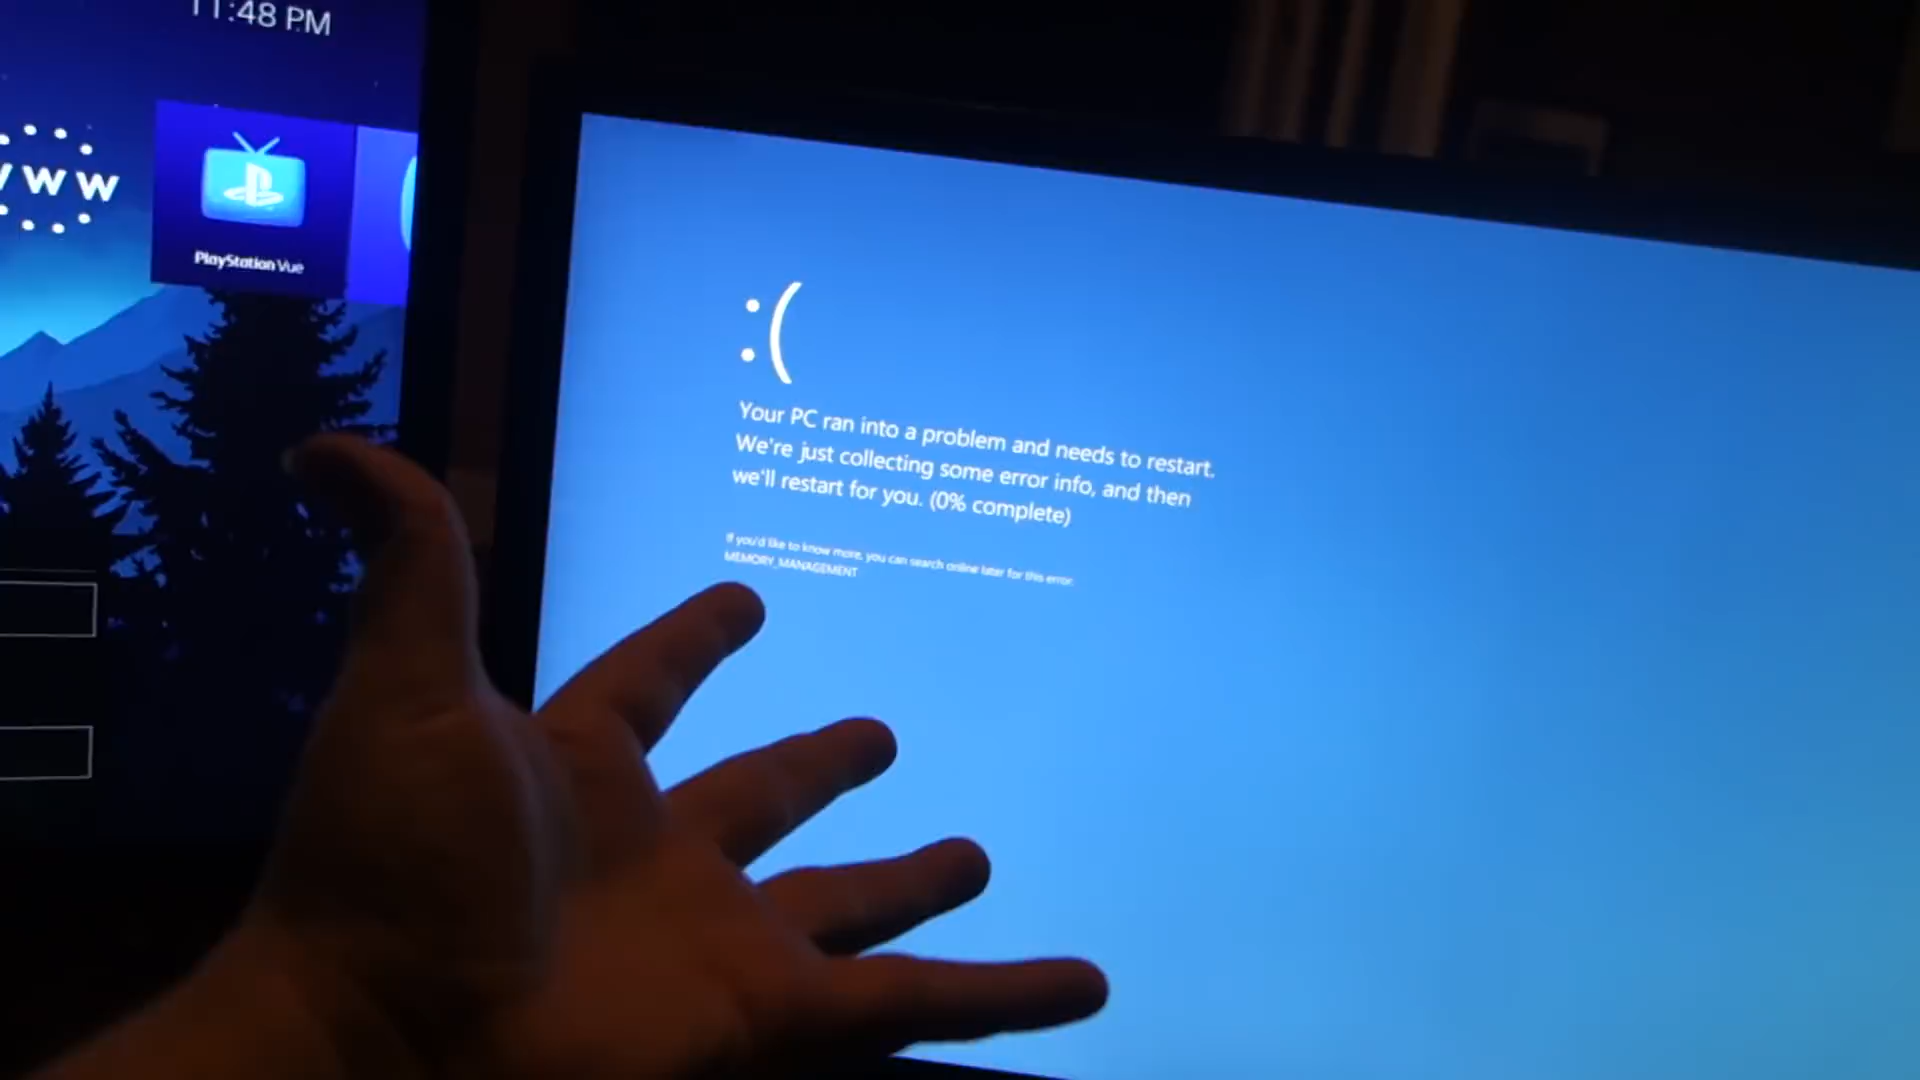 11:48 PM
WWW
PlayStation Vue
:(
Your PC ran into a problem and needs to restart.
We're just collecting some error info, and then
we'll restart for you. (0% complete)
If you'd like to know more, you can search online later for this error:
MEMORY_MANAGEMENT